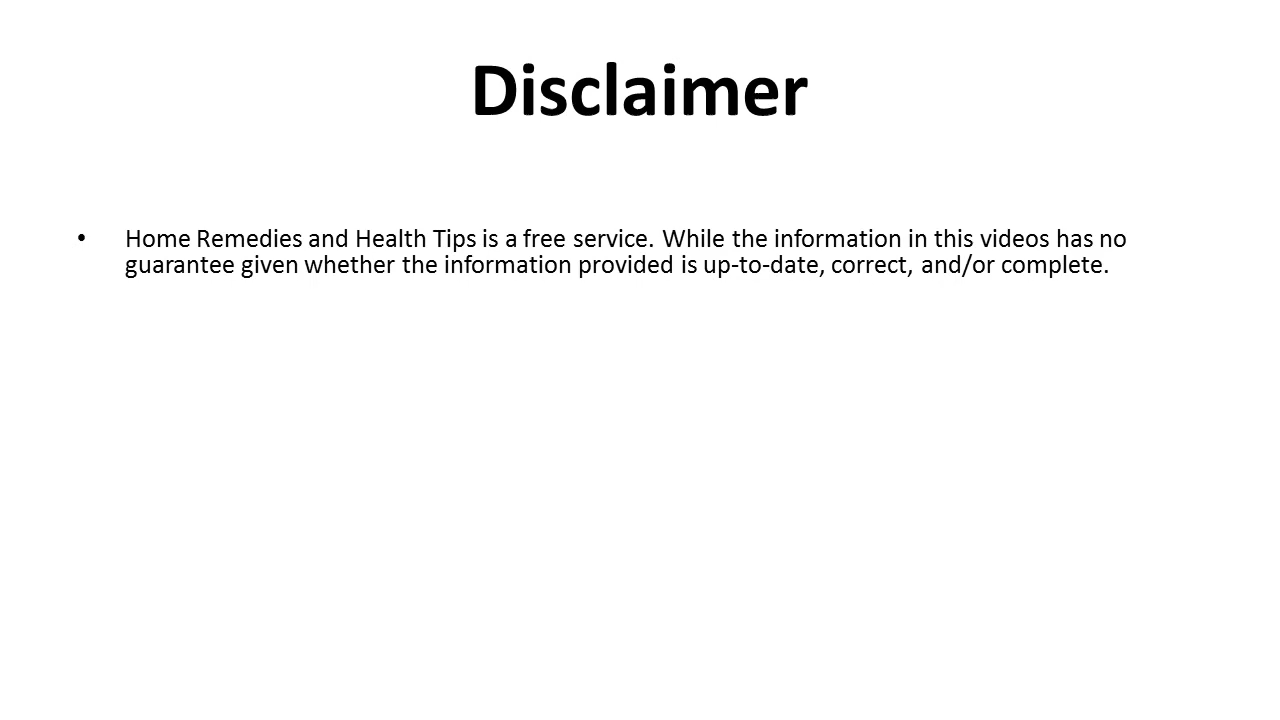 Disclaimer
• Home Remedies and Health Tips is a free service. While the information in this videos has no
guarantee given whether the information provided is up-to-date, correct, and/or complete.